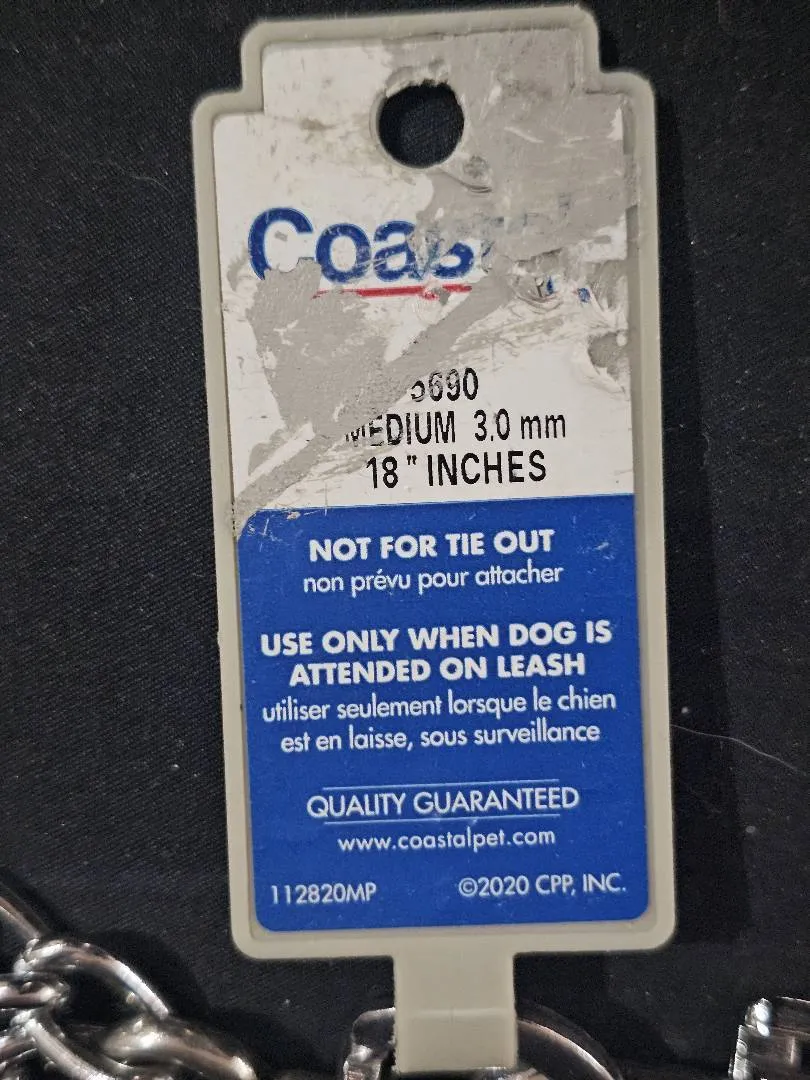 Coastal
5690
MEDIUM 3.0 mm
18" INCHES
NOT FOR TIE OUT
non prévu pour attacher
USE ONLY WHEN DOG IS
ATTENDED ON LEASH
utiliser seulement lorsque le chien
est en laisse, sous surveillance
QUALITY GUARANTEED
www.coastalpet.com
112820MP
©2020 CPP, INC.